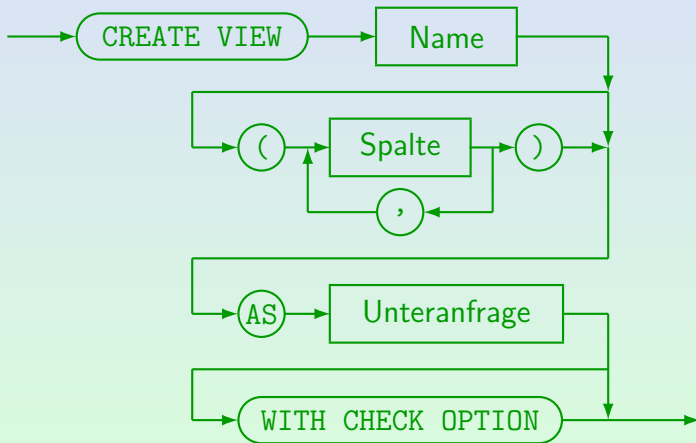 CREATE VIEW Name
( Spalte )
,
AS Unteranfrage
WITH CHECK OPTION